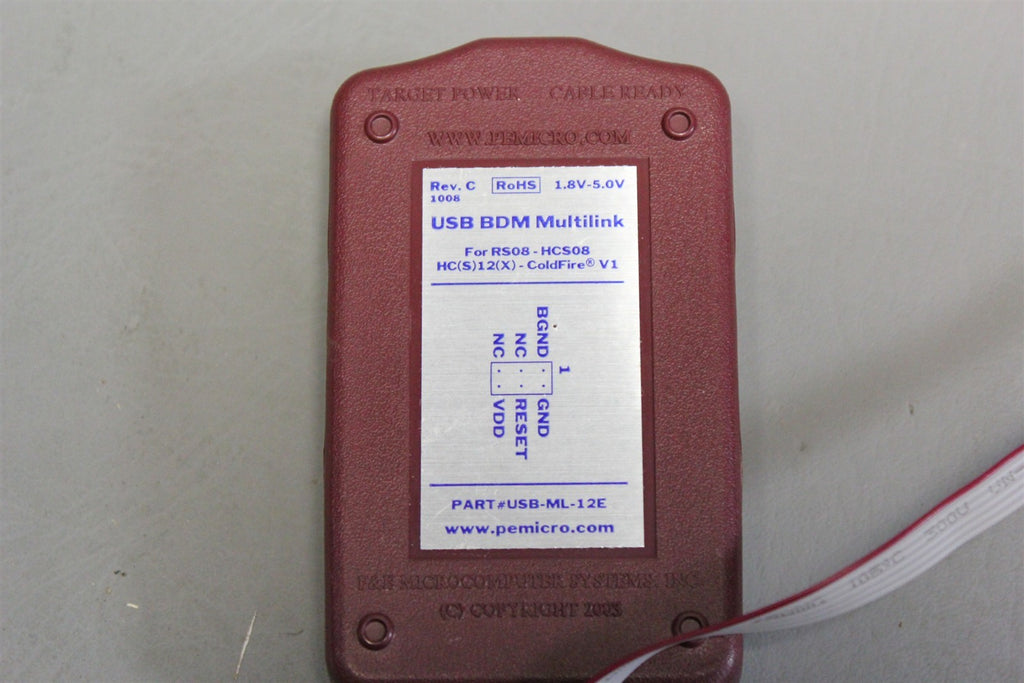 TARGET POWER CABLE READY
WWW.PEMICRO.COM
Rev. C RoHS 1.8V-5.0V
1008
USB BDM Multilink
For RS08 - HCS08
HC(S)12(X) - ColdFire® V1
BGND GND
NC RESET
NC VDD
1
PART#USB-ML-12E
www.pemicro.com
P&E MICROCOMPUTER SYSTEMS, INC.
(C) COPYRIGHT
300V